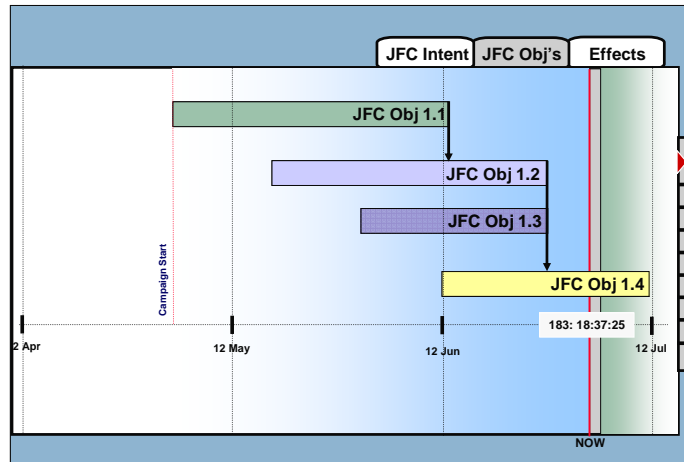 JFC Intent JFC Obj's Effects
JFC Obj 1.1
JFC Obj 1.2
JFC Obj 1.3
JFC Obj 1.4
Campaign Start
183: 18:37:25
2 Apr 12 May 12 Jun 12 Jul
NOW